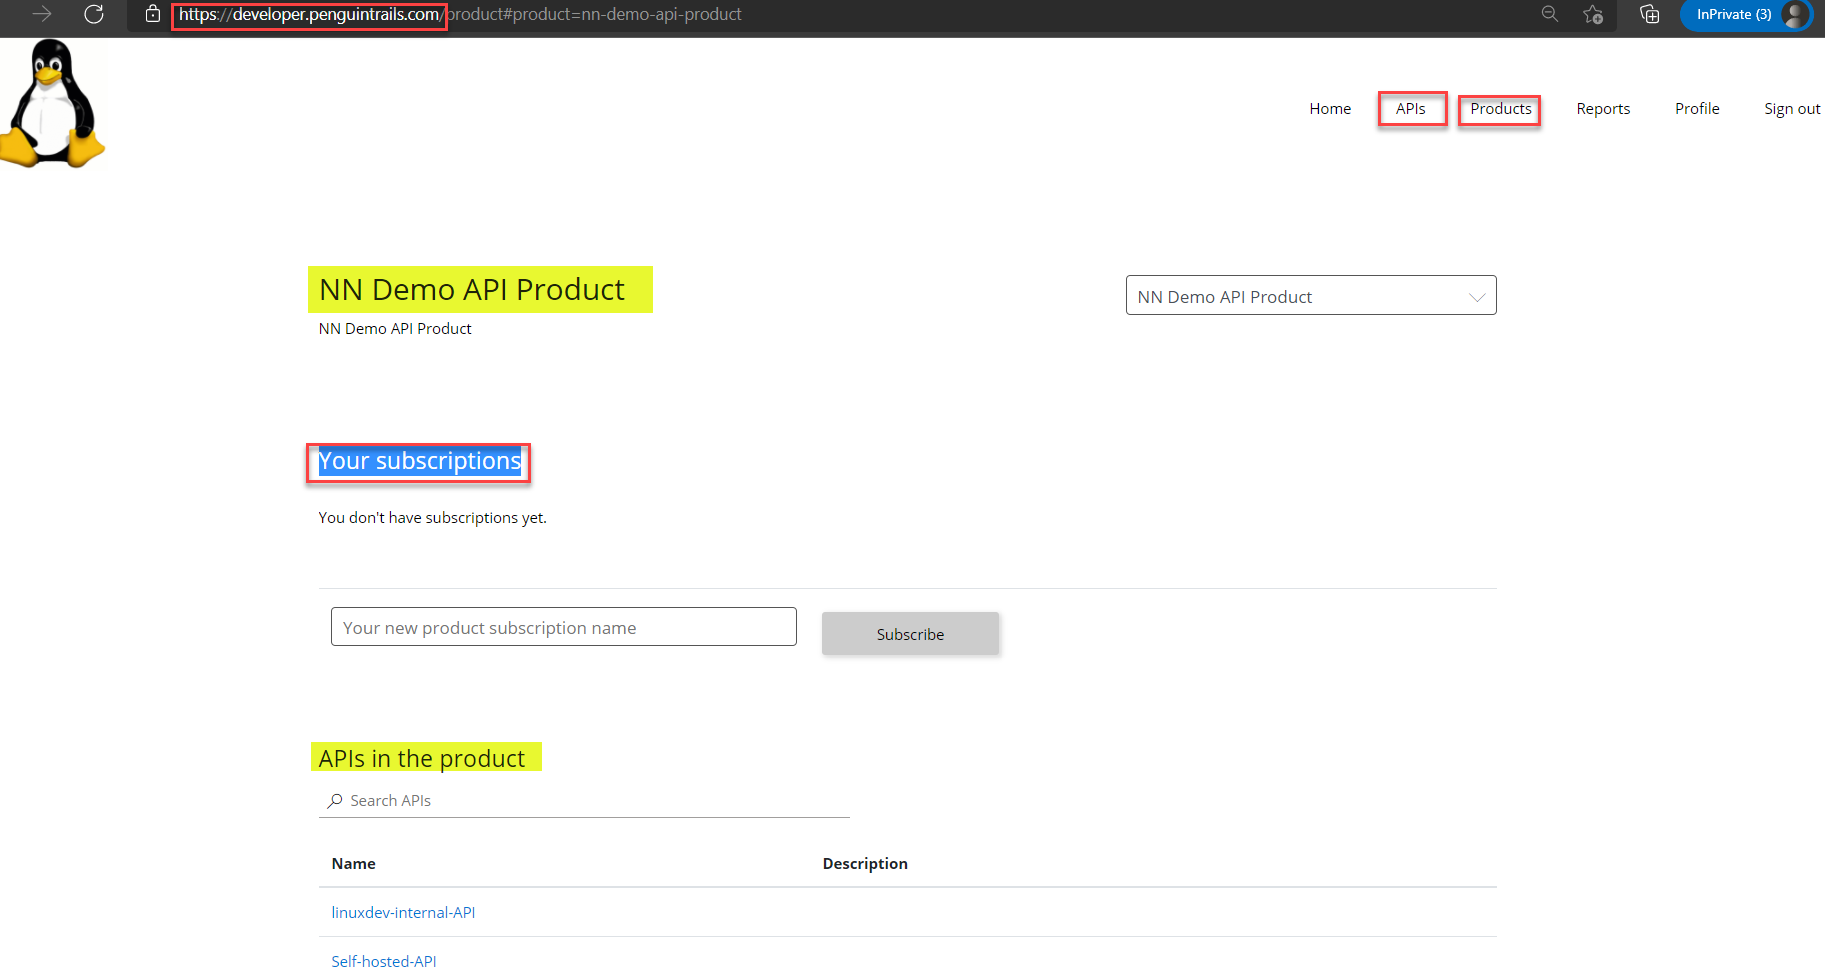 https://developer.penguintrails.com/product#product=nn-demo-api-product
InPrivate (3)
Home APIs Products Reports Profile Sign out
NN Demo API Product
NN Demo API Product
NN Demo API Product
Your subscriptions
You don't have subscriptions yet.
Your new product subscription name
Subscribe
APIs in the product
Search APIs
Name Description
linuxdev-internal-API
Self-hosted-API